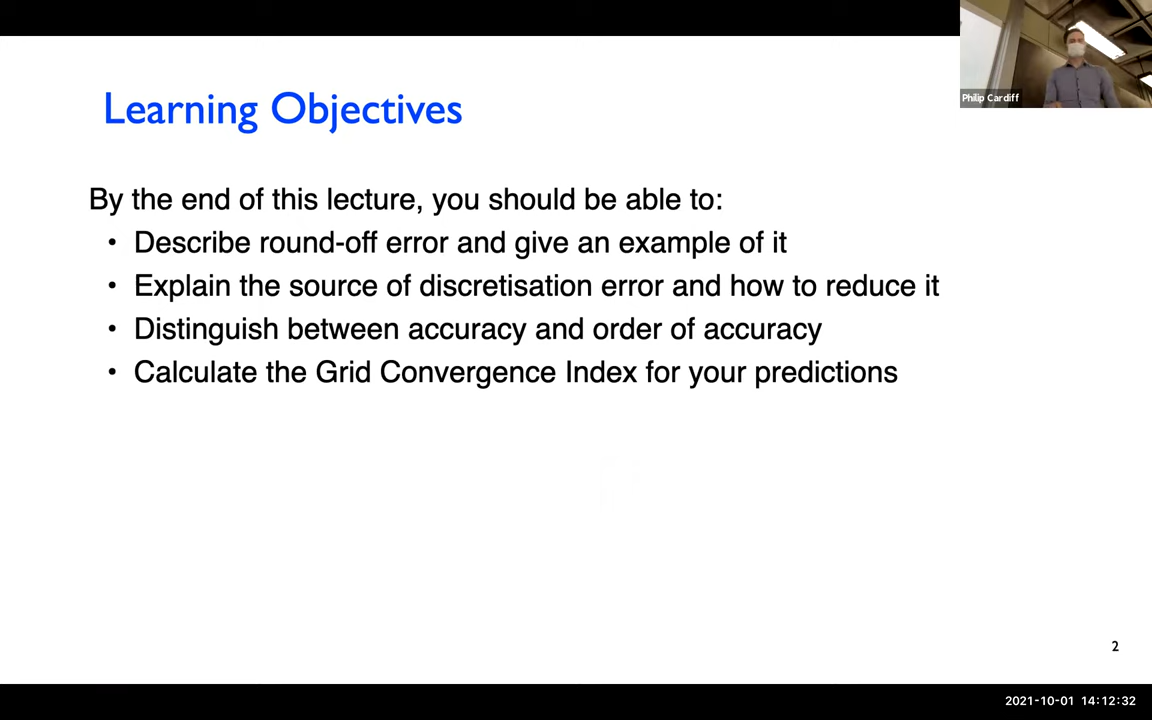 Philip Cardiff
Learning Objectives
By the end of this lecture, you should be able to:
• Describe round-off error and give an example of it
• Explain the source of discretisation error and how to reduce it
• Distinguish between accuracy and order of accuracy
• Calculate the Grid Convergence Index for your predictions
2
2021-10-01 14:12:32